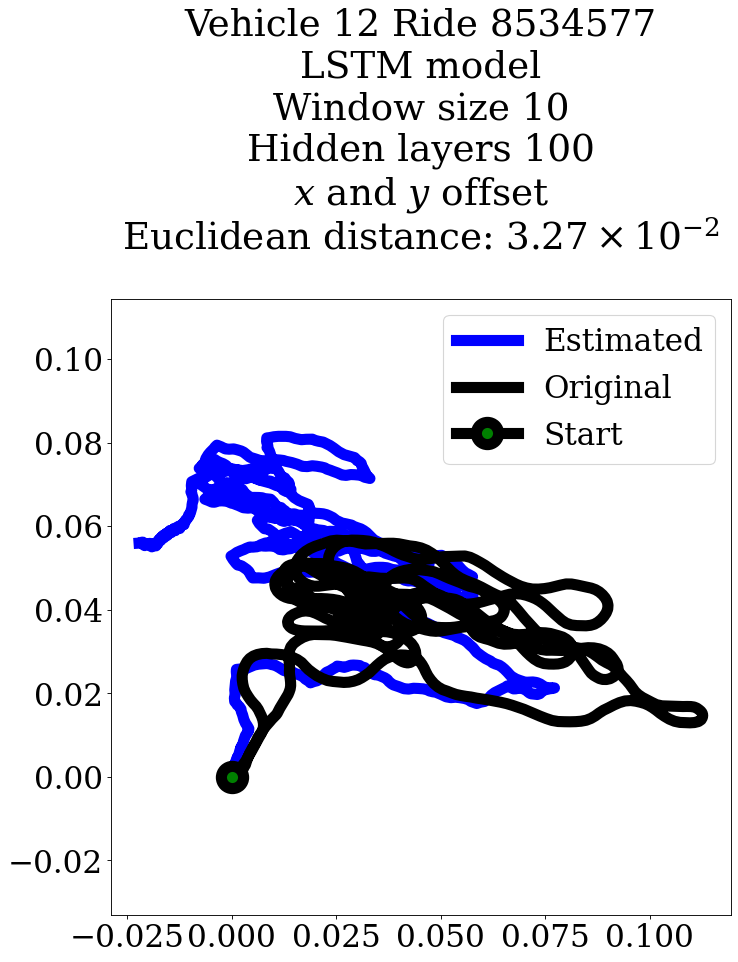 Vehicle 12 Ride 8534577
LSTM model
Window size 10
Hidden layers 100
x and y offset
Euclidean distance: 3.27 × 10⁻²
Estimated
Original
Start
0.10
0.08
0.06
0.04
0.02
0.00
−0.02
−0.025 0.000 0.025 0.050 0.075 0.100